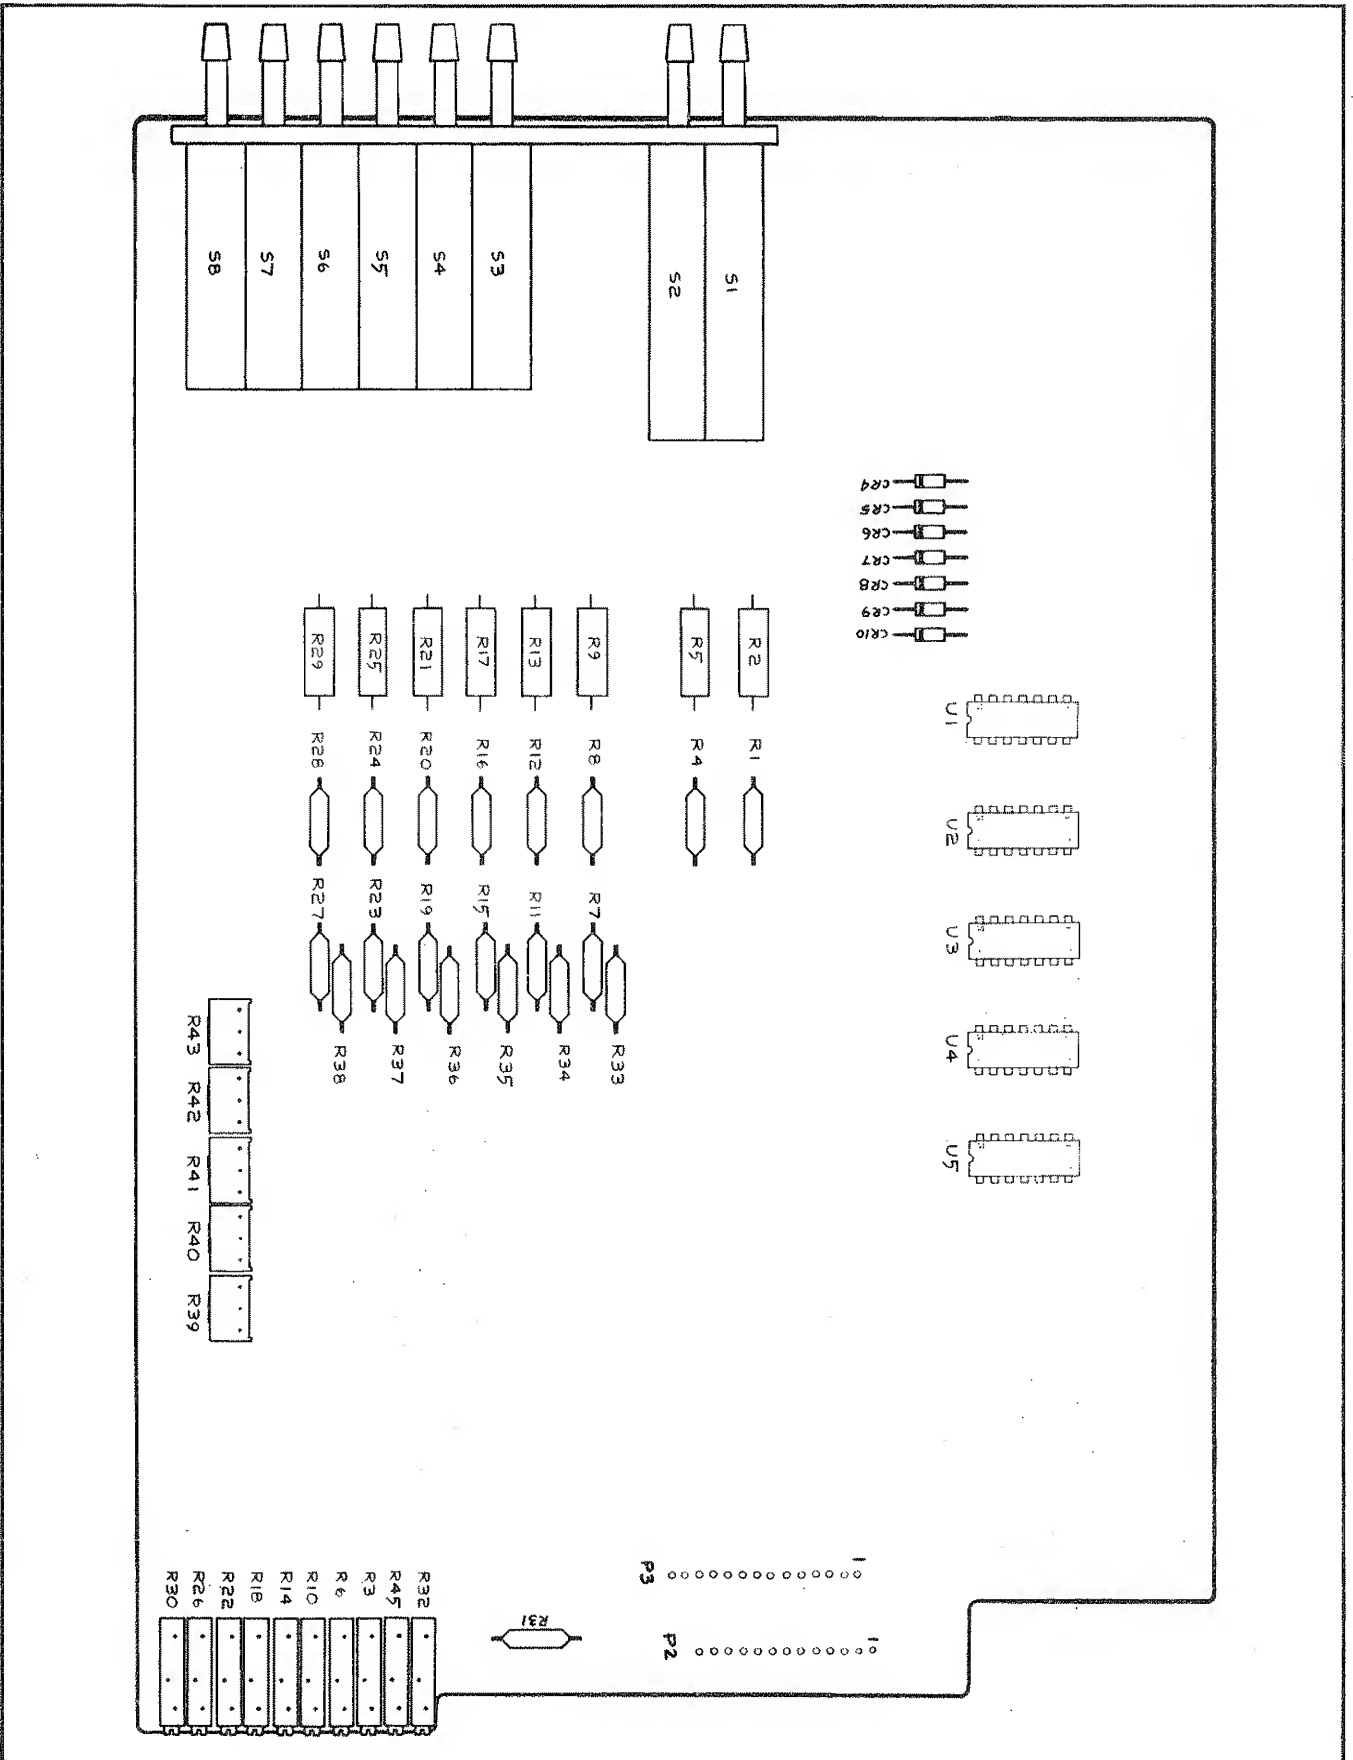 S8 S7 S6 S5 S4 S3 S2 S1
CR4
CR5
CR6
CR7
CR8
CR9
CR10
R29 R25 R21 R17 R13 R9 R5 R2
R28 R24 R20 R16 R12 R8 R4 R1
R27 R23 R19 R15 R11 R7
R38 R37 R36 R35 R34 R33
U1
U2
U3
U4
U5
R43
R42
R41
R40
R39
P3 1
P2 1
R31
R30 R26 R22 R18 R14 R10 R6 R3 R45 R32